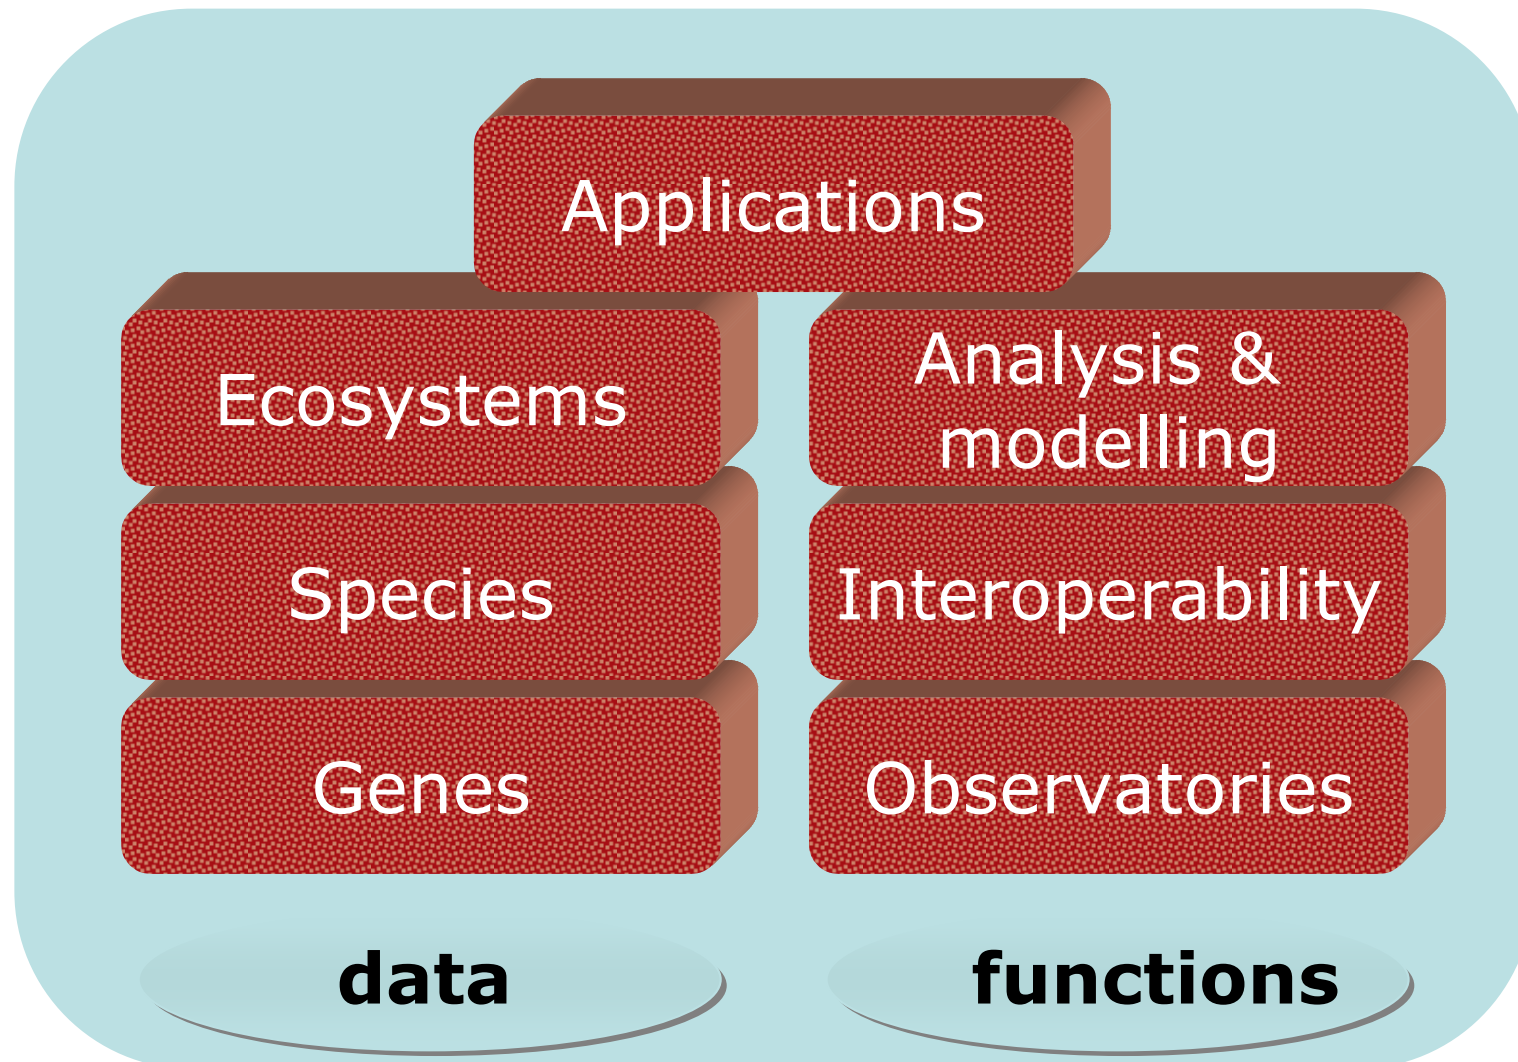 Applications
Ecosystems
Analysis &
modelling
Species
Interoperability
Genes
Observatories
data
functions